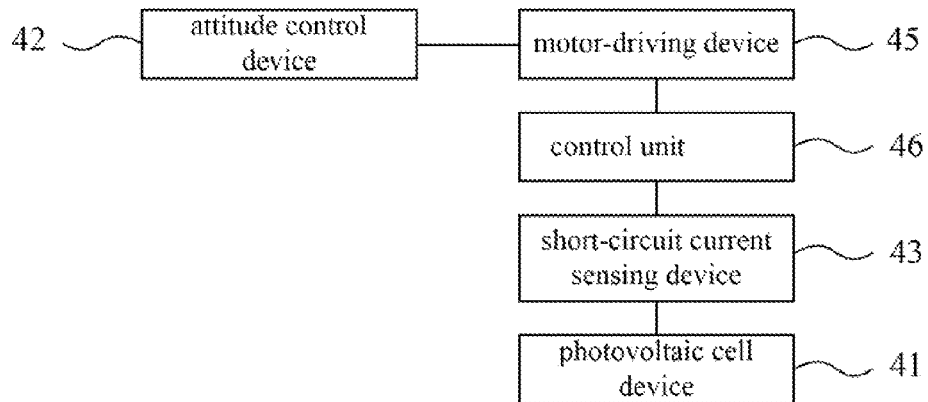 42
attitude control
device
motor-driving device
45
control unit
46
short-circuit current
sensing device
43
photovoltaic cell
device
41